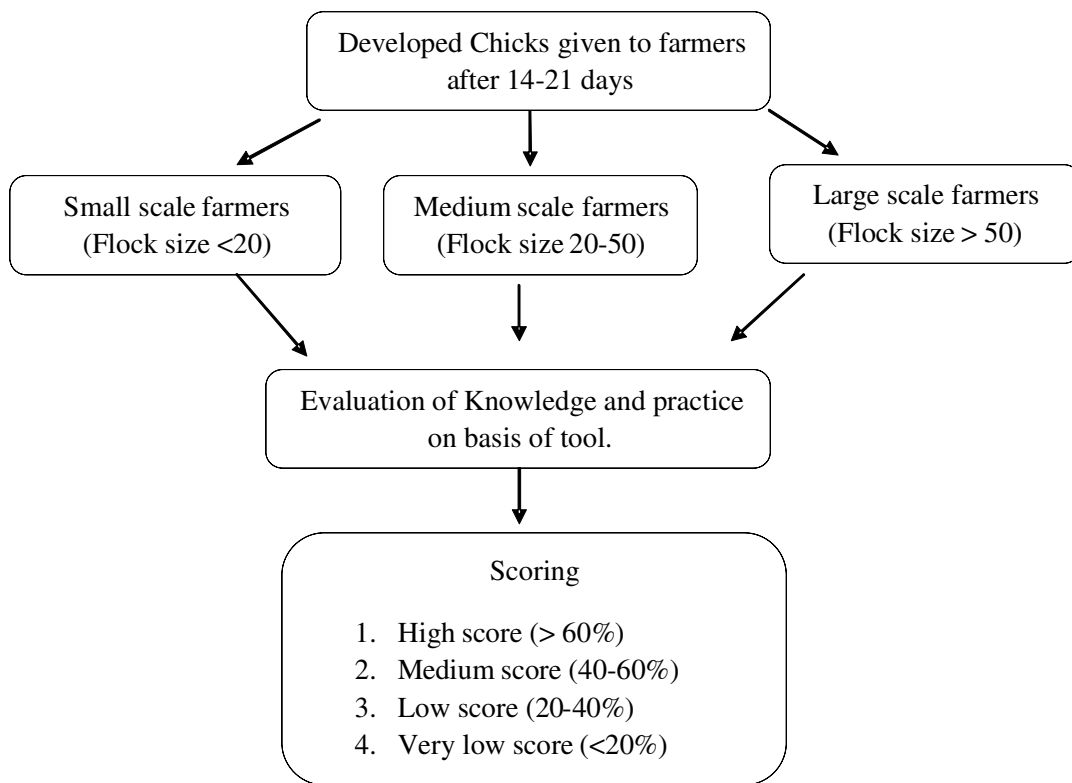 Developed Chicks given to farmers
after 14-21 days
Small scale farmers
(Flock size <20)
Medium scale farmers
(Flock size 20-50)
Large scale farmers
(Flock size > 50)
Evaluation of Knowledge and practice
on basis of tool.
Scoring
1. High score (> 60%)
2. Medium score (40-60%)
3. Low score (20-40%)
4. Very low score (<20%)